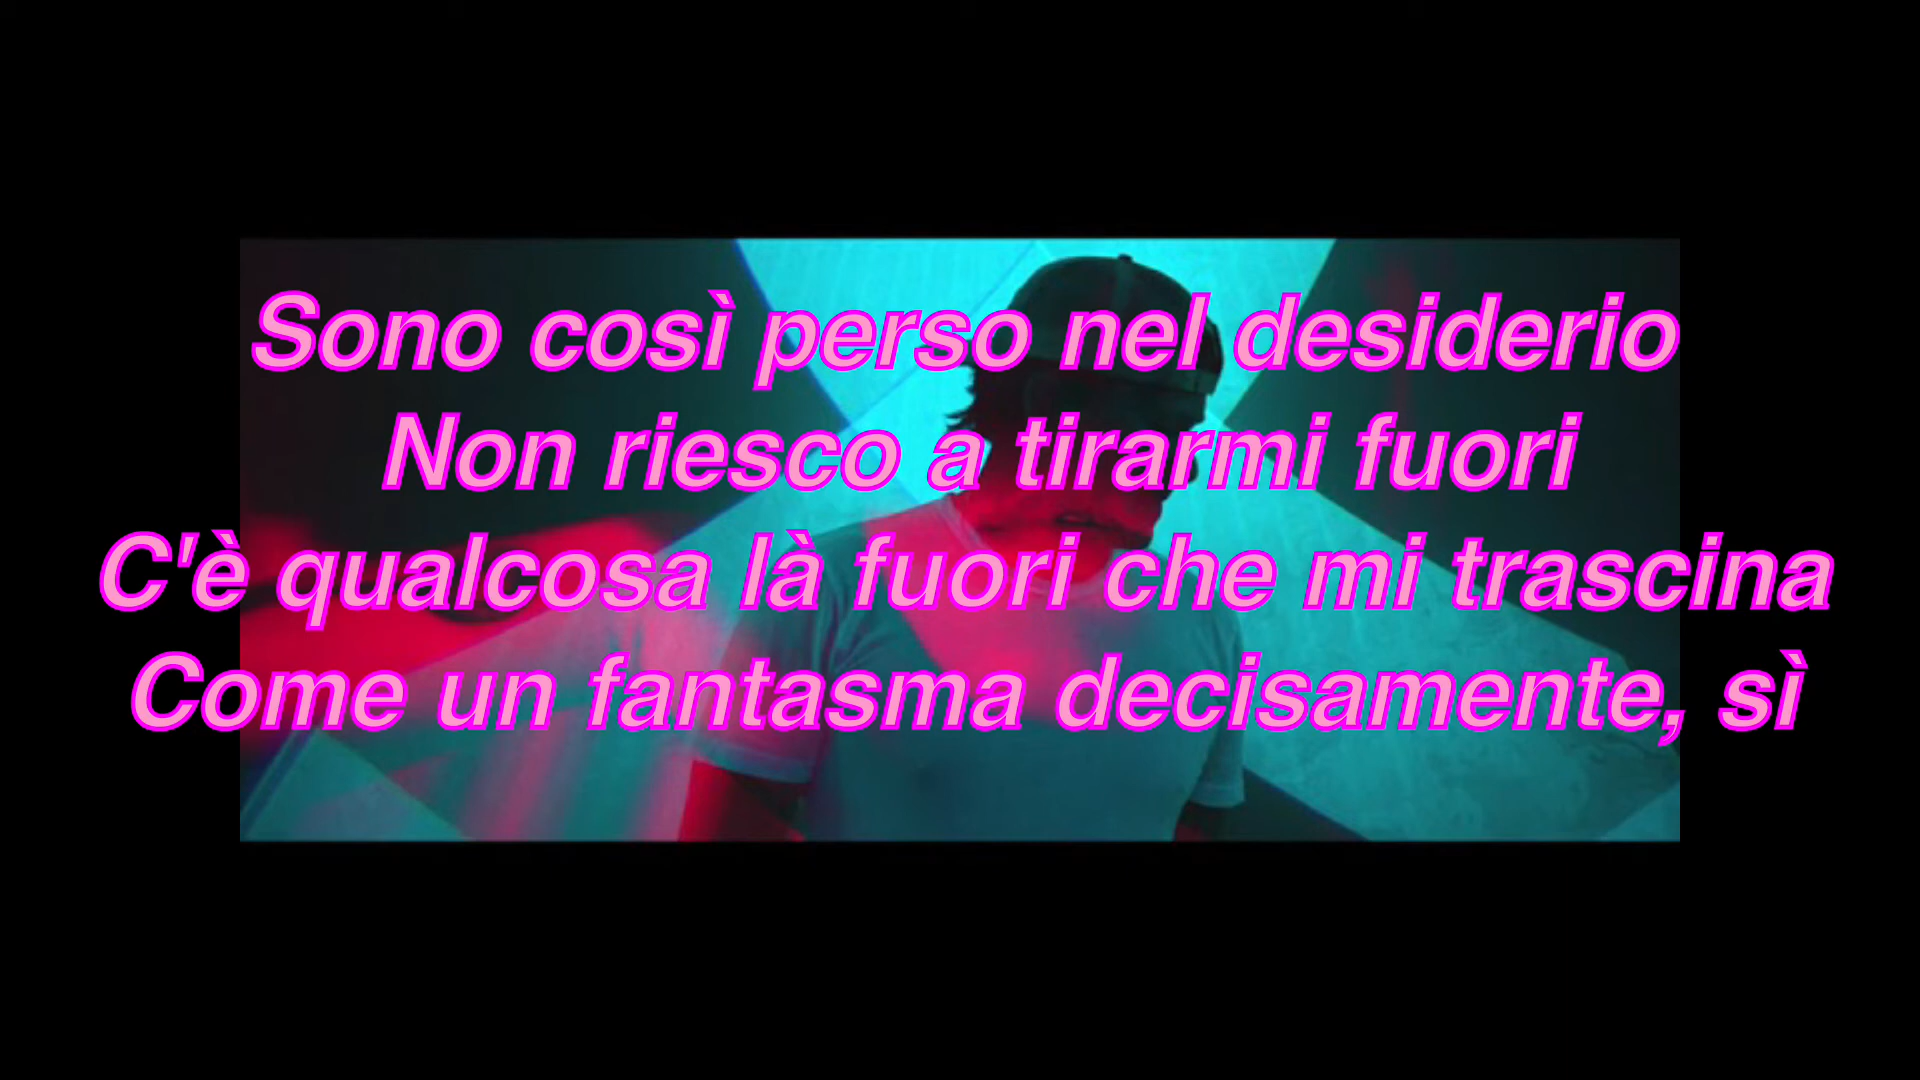 Sono così perso nel desiderio
Non riesco a tirarmi fuori
C'è qualcosa là fuori che mi trascina
Come un fantasma decisamente, sì